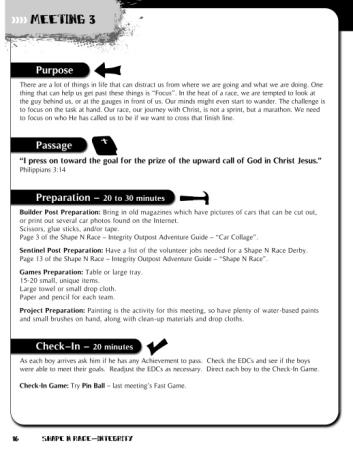 »»» MEETING 3
Purpose
There are a lot of things in life that can distract us from where we are going and what we are doing. One
thing that can help us get past these things is "Focus". In the heat of a race, we are tempted to look at
the guy behind us, or at the gauges in front of us. Our minds might even start to wander. The challenge is
to focus on the task at hand. Our race, our journey with Christ, is not a sprint, but a marathon. We need
to focus on who He has called us to be if we want to cross that finish line.
Passage
"I press on toward the goal for the prize of the upward call of God in Christ Jesus."
Philippians 3:14
Preparation – 20 to 30 minutes
Builder Post Preparation: Bring in old magazines which have pictures of cars that can be cut out,
or print out several car photos found on the Internet.
Scissors, glue sticks, and/or tape.
Page 3 of the Shape N Race – Integrity Outpost Adventure Guide – "Car Collage".
Sentinel Post Preparation: Have a list of the volunteer jobs needed for a Shape N Race Derby.
Page 13 of the Shape N Race – Integrity Outpost Adventure Guide – "Shape N Race".
Games Preparation: Table or large tray.
15-20 small, unique items.
Large towel or small drop cloth.
Paper and pencil for each team.
Project Preparation: Painting is the activity for this meeting, so have plenty of water-based paints
and small brushes on hand, along with clean-up materials and drop cloths.
Check–In – 20 minutes
As each boy arrives ask him if he has any Achievement to pass. Check the EDCs and see if the boys
were able to meet their goals. Readjust the EDCs as necessary. Direct each boy to the Check-In Game.
Check-In Game: Try Pin Ball – last meeting's Fast Game.
16 SHAPE N RACE—INTEGRITY